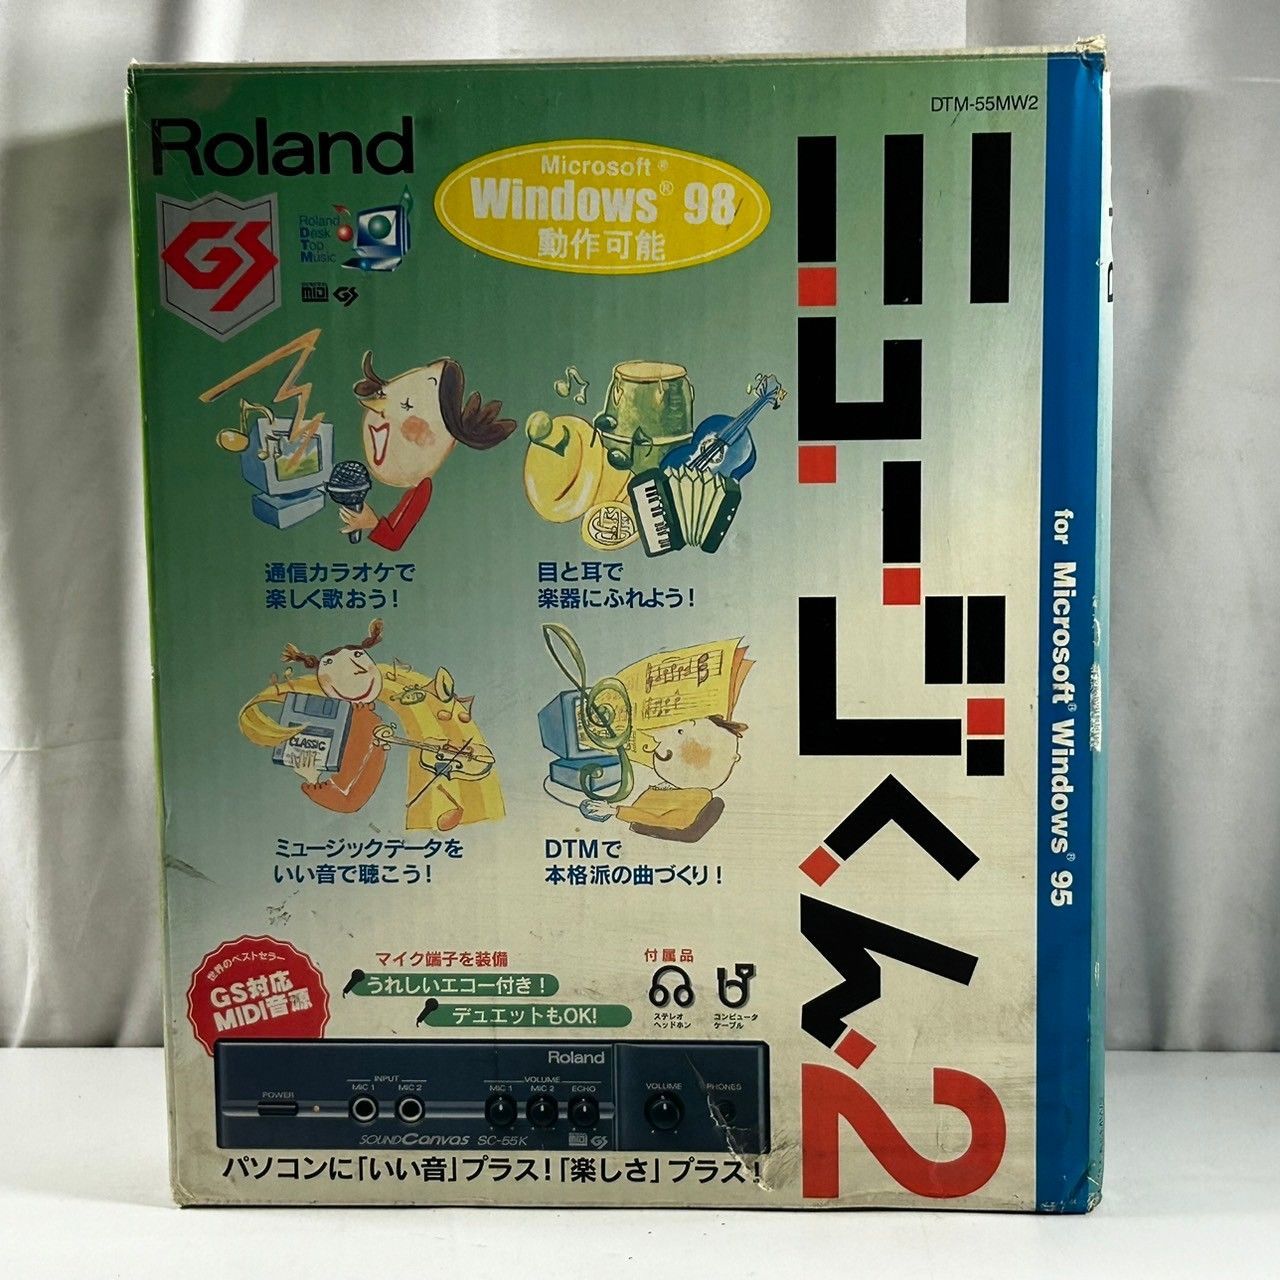 DTM-55MW2
Roland
GS
Roland
Desk
Top
Music
MIDI
GS
Microsoft®
Windows® 98
動作可能
ミュージくん2
for Microsoft® Windows® 95
通信カラオケで
楽しく歌おう!
目と耳で
楽器にふれよう!
CLASSIC
ミュージックデータを
いい音で聴こう!
DTMで
本格派の曲づくり!
世界のベストセラー
GS対応
MIDI音源
マイク端子を装備
うれしいエコー付き!
デュエットもOK!
付属品
ステレオ
ヘッドホン
コンピュータ
ケーブル
Roland
POWER
INPUT
MIC 1
MIC 2
VOLUME
MIC 1
MIC 2
ECHO
VOLUME
PHONES
SOUND Canvas SC-55K
MIDI
GS
パソコンに「いい音」プラス!「楽しさ」プラス!